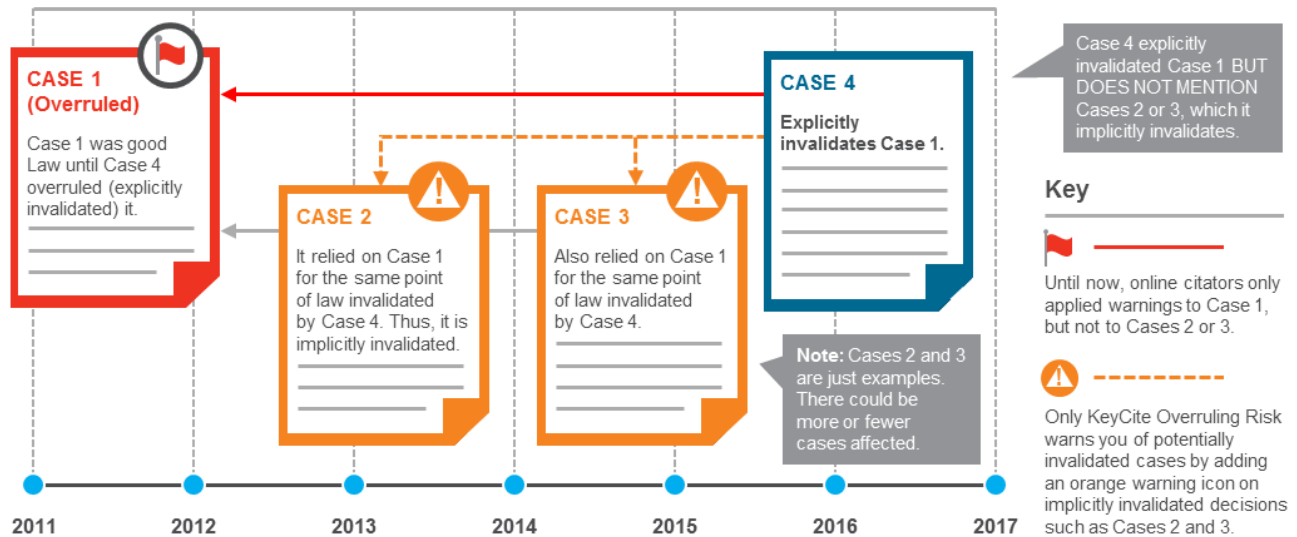 CASE 1
(Overruled)
Case 1 was good
Law until Case 4
overruled (explicitly
invalidated) it.
CASE 2
It relied on Case 1
for the same point
of law invalidated
by Case 4. Thus, it is
implicitly invalidated.
CASE 3
Also relied on Case 1
for the same point
of law invalidated
by Case 4.
CASE 4
Explicitly
invalidates Case 1.
Case 4 explicitly
invalidated Case 1 BUT
DOES NOT MENTION
Cases 2 or 3, which it
implicitly invalidates.
Note: Cases 2 and 3
are just examples.
There could be
more or fewer
cases affected.
Key
Until now, online citators only
applied warnings to Case 1,
but not to Cases 2 or 3.
Only KeyCite Overruling Risk
warns you of potentially
invalidated cases by adding
an orange warning icon on
implicitly invalidated decisions
such as Cases 2 and 3.
2011 2012 2013 2014 2015 2016 2017